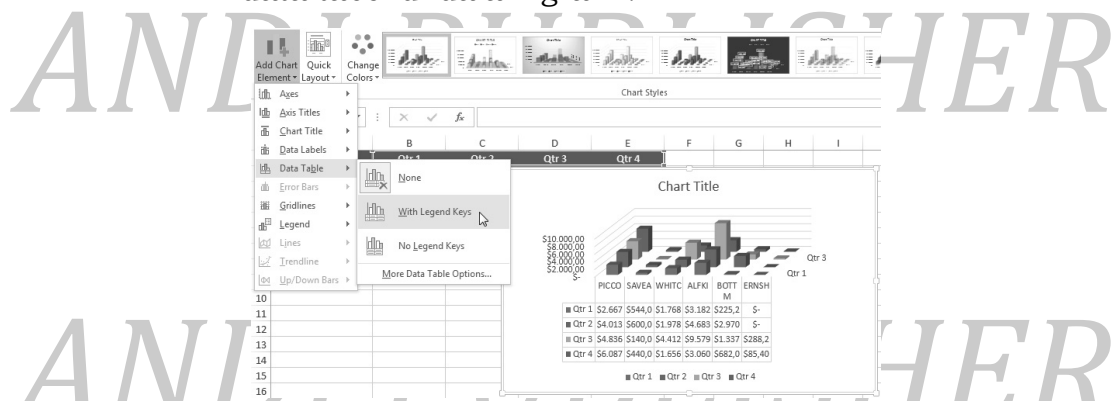 ANDI PUBLISHER
Add Chart Element
Quick Layout
Change Colors
Chart Styles
Axes
Axis Titles
Chart Title
Data Labels
Data Table
Error Bars
Gridlines
Legend
Lines
Trendline
Up/Down Bars
None
With Legend Keys
No Legend Keys
More Data Table Options...
fx
B C D E F G H I
Qtr 1 Qtr 2 Qtr 3 Qtr 4
10
11
12
13
14
15
16
Chart Title
$10.000,00
$8.000,00
$6.000,00
$4.000,00
$2.000,00
$-
Qtr 3
Qtr 1
PICCO SAVEA WHITC ALFKI BOTTM ERNSH
Qtr 1 $2.667 $544,0 $1.768 $3.182 $225,2 $-
Qtr 2 $4.013 $600,0 $1.978 $4.683 $2.970 $-
Qtr 3 $4.836 $140,0 $4.412 $9.579 $1.337 $288,2
Qtr 4 $6.087 $440,0 $1.656 $3.060 $682,0 $85,40
Qtr 1 Qtr 2 Qtr 3 Qtr 4